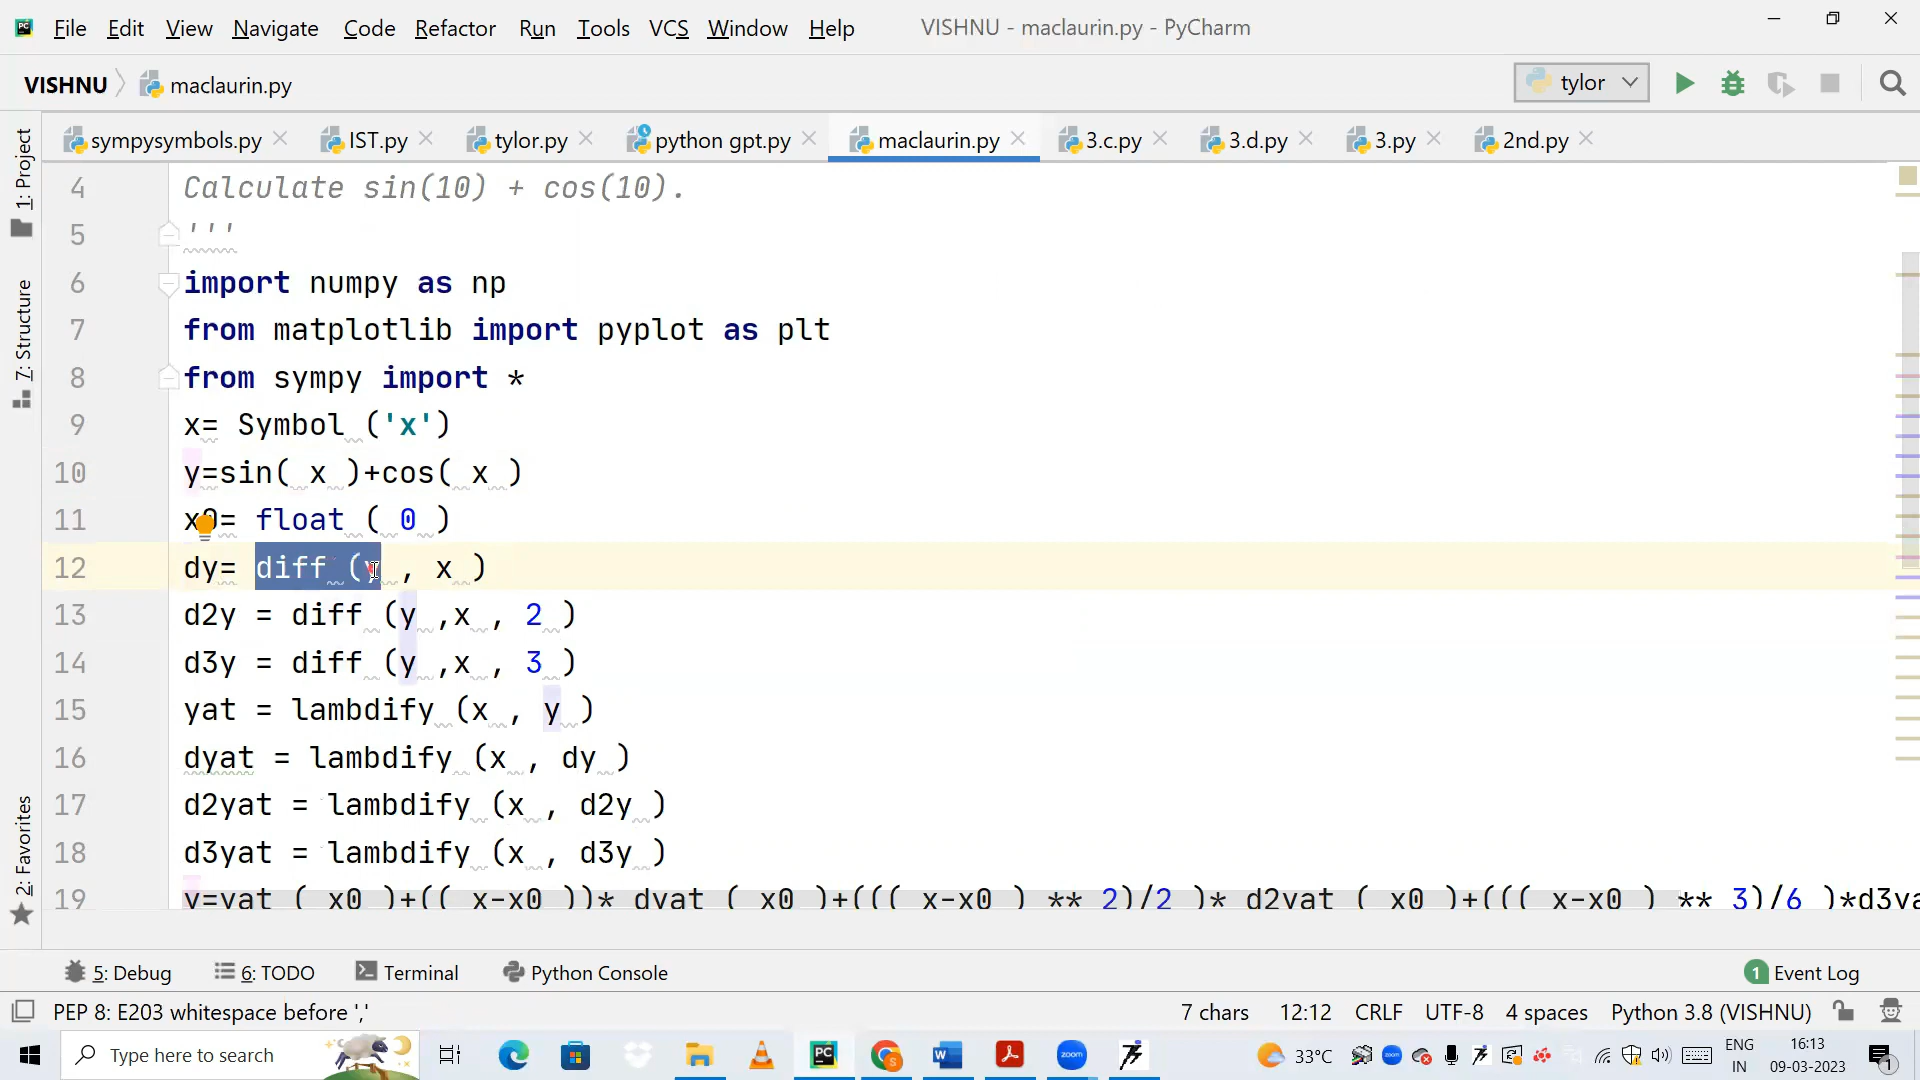 File Edit View Navigate Code Refactor Run Tools VCS Window Help VISHNU - maclaurin.py - PyCharm
VISHNU maclaurin.py tylor
sympysymbols.py IST.py tylor.py python gpt.py maclaurin.py 3.c.py 3.d.py 3.py 2nd.py
1: Project
7: Structure
2: Favorites
4 Calculate sin(10) + cos(10).
5 '''
6 import numpy as np
7 from matplotlib import pyplot as plt
8 from sympy import *
9 x= Symbol ('x')
10 y=sin( x )+cos( x )
11 x0= float ( 0 )
12 dy= diff (y , x )
13 d2y = diff (y ,x , 2 )
14 d3y = diff (y ,x , 3 )
15 yat = lambdify (x , y )
16 dyat = lambdify (x , dy )
17 d2yat = lambdify (x , d2y )
18 d3yat = lambdify (x , d3y )
19 y=yat ( x0 )+(( x-x0 ))* dyat ( x0 )+((( x-x0 ) ** 2)/2 )* d2yat ( x0 )+((( x-x0 ) ** 3)/6 )*d3ya
5: Debug 6: TODO Terminal Python Console 1 Event Log
PEP 8: E203 whitespace before ',' 7 chars 12:12 CRLF UTF-8 4 spaces Python 3.8 (VISHNU)
Type here to search 33°C ENG IN 16:13 09-03-2023 1